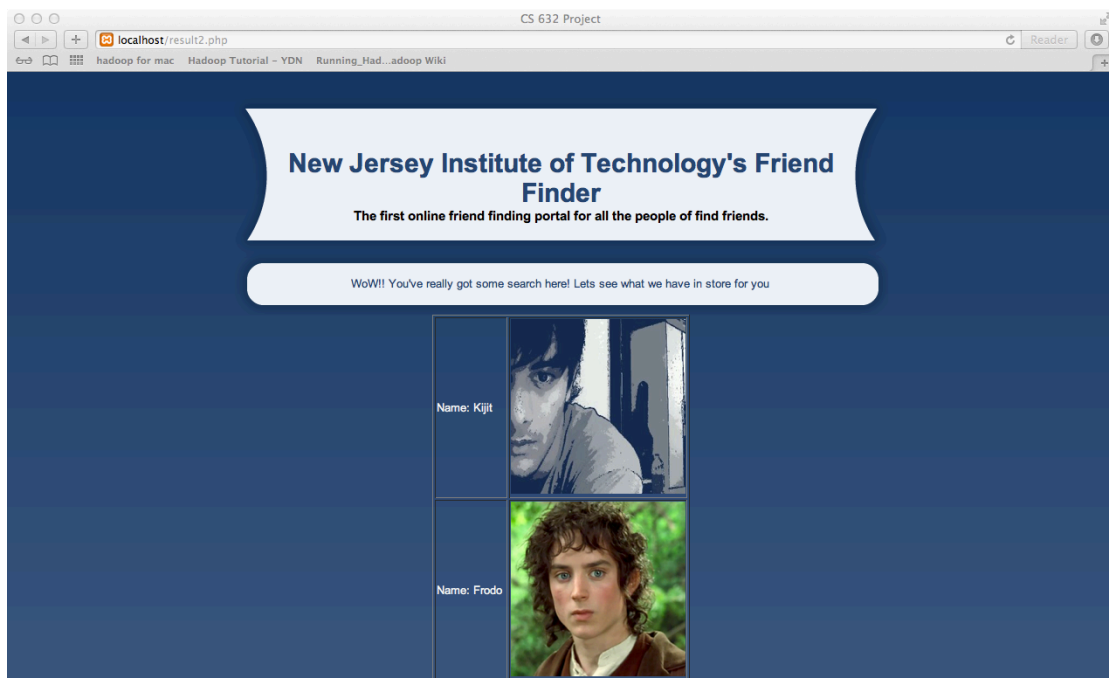 CS 632 Project
localhost/result2.php
Reader
hadoop for mac Hadoop Tutorial – YDN Running_Had...adoop Wiki
New Jersey Institute of Technology's Friend
Finder
The first online friend finding portal for all the people of find friends.
WoW!! You've really got some search here! Lets see what we have in store for you
Name: Kijit
Name: Frodo